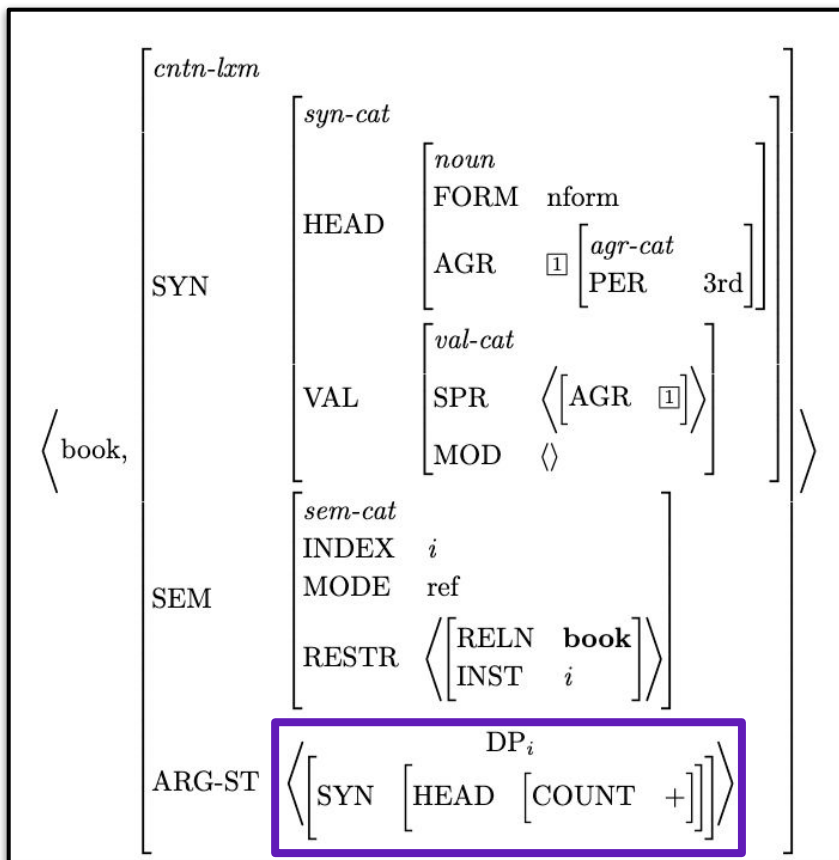 cntn-lxm
syn-cat
noun
FORM nform
HEAD
AGR 1 agr-cat
PER 3rd
SYN
val-cat
VAL SPR ⟨[AGR 1]⟩
MOD ⟨⟩
⟨book,
sem-cat
INDEX i
MODE ref
SEM
RESTR ⟨[RELN book
INST i]⟩
DPi
ARG-ST ⟨[SYN [HEAD [COUNT +]]]⟩